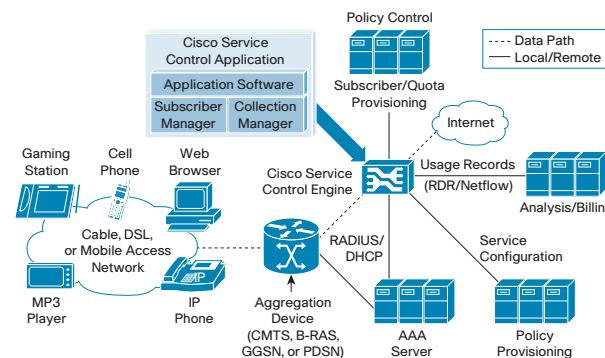 Policy Control
Subscriber/Quota
Provisioning
Data Path
Local/Remote
Cisco Service
Control Application
Application Software
Subscriber
Manager
Collection
Manager
Internet
Gaming
Station
Cell
Phone
Web
Browser
Cisco Service
Control Engine
Usage Records
(RDR/Netflow)
Analysis/Billin
Cable, DSL,
or Mobile Access
Network
MP3
Player
IP
IP
Phone
RADIUS/
DHCP
Service
Configuration
Aggregation
Device
(CMTS, B-RAS,
GGSN, or PDSN)
AAA
Server
Policy
Provisioning